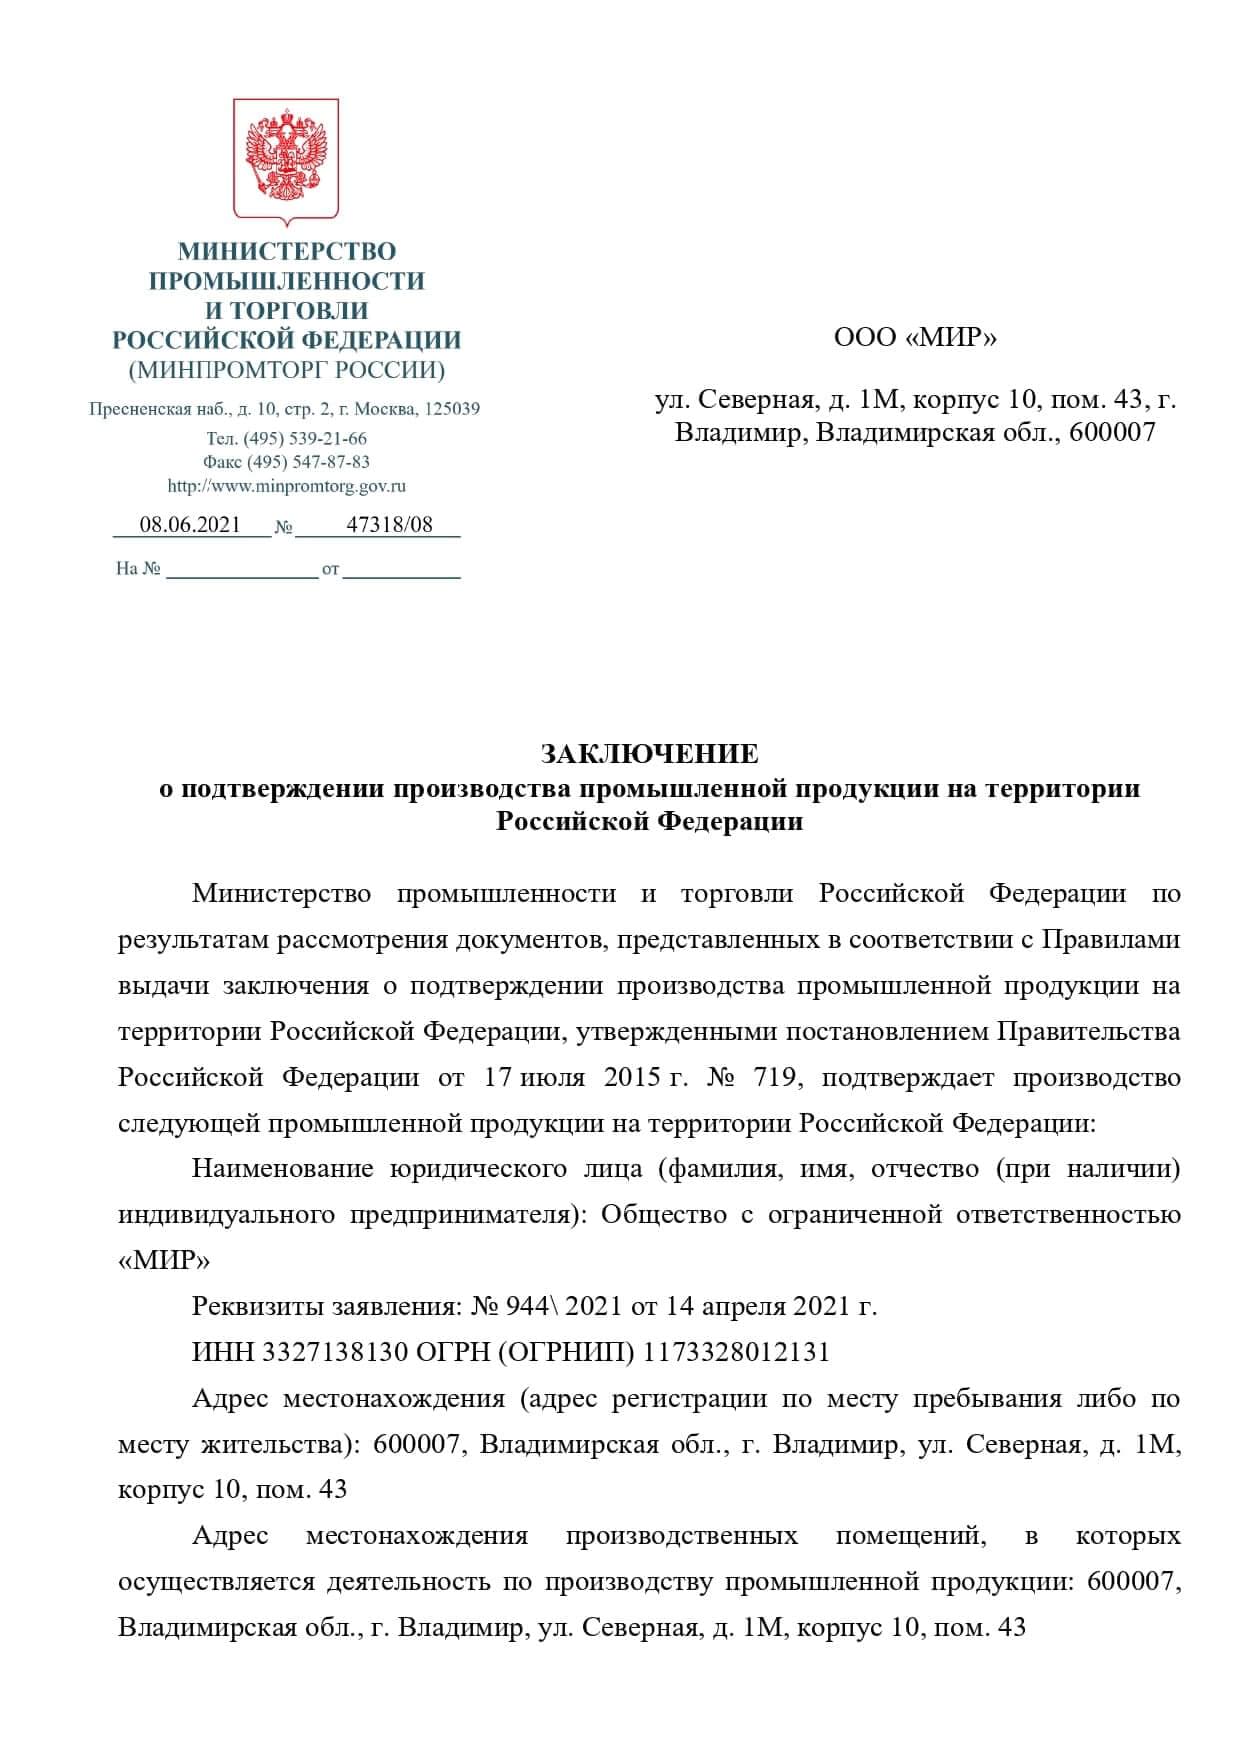 МИНИСТЕРСТВО
ПРОМЫШЛЕННОСТИ
И ТОРГОВЛИ
РОССИЙСКОЙ ФЕДЕРАЦИИ
(МИНПРОМТОРГ РОССИИ)
Пресненская наб., д. 10, стр. 2, г. Москва, 125039
Тел. (495) 539-21-66
Факс (495) 547-87-83
http://www.minpromtorg.gov.ru
08.06.2021 № 47318/08
На № от
ООО «МИР»
ул. Северная, д. 1М, корпус 10, пом. 43, г.
Владимир, Владимирская обл., 600007
ЗАКЛЮЧЕНИЕ
о подтверждении производства промышленной продукции на территории
Российской Федерации
Министерство промышленности и торговли Российской Федерации по
результатам рассмотрения документов, представленных в соответствии с Правилами
выдачи заключения о подтверждении производства промышленной продукции на
территории Российской Федерации, утвержденными постановлением Правительства
Российской Федерации от 17 июля 2015 г. № 719, подтверждает производство
следующей промышленной продукции на территории Российской Федерации:
Наименование юридического лица (фамилия, имя, отчество (при наличии)
индивидуального предпринимателя): Общество с ограниченной ответственностью
«МИР»
Реквизиты заявления: № 944\ 2021 от 14 апреля 2021 г.
ИНН 3327138130 ОГРН (ОГРНИП) 1173328012131
Адрес местонахождения (адрес регистрации по месту пребывания либо по
месту жительства): 600007, Владимирская обл., г. Владимир, ул. Северная, д. 1М,
корпус 10, пом. 43
Адрес местонахождения производственных помещений, в которых
осуществляется деятельность по производству промышленной продукции: 600007,
Владимирская обл., г. Владимир, ул. Северная, д. 1М, корпус 10, пом. 43